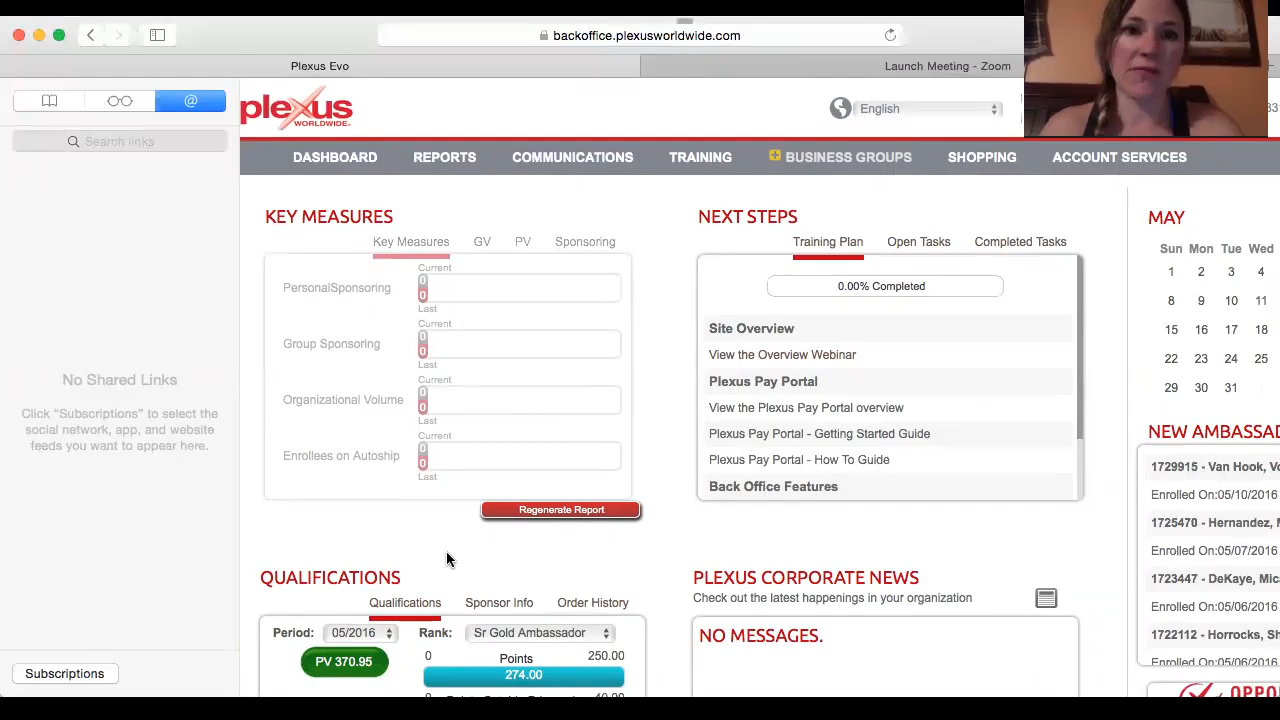 backoffice.plexusworldwide.com
Plexus Evo
Launch Meeting - Zoom
@
Search links
plexus
WORLDWIDE
English
DASHBOARD
REPORTS
COMMUNICATIONS
TRAINING
BUSINESS GROUPS
SHOPPING
ACCOUNT SERVICES
KEY MEASURES
Key Measures
GV
PV
Sponsoring
Current
PersonalSponsoring
0
0
Last
Current
Group Sponsoring
0
0
Last
Current
Organizational Volume
0
0
Last
Current
Enrollees on Autoship
0
0
Last
Regenerate Report
NEXT STEPS
Training Plan
Open Tasks
Completed Tasks
0.00% Completed
Site Overview
View the Overview Webinar
Plexus Pay Portal
View the Plexus Pay Portal overview
Plexus Pay Portal - Getting Started Guide
Plexus Pay Portal - How To Guide
Back Office Features
MAY
Sun Mon Tue Wed
1 2 3 4
8 9 10 11
15 16 17 18
22 23 24 25
29 30 31
No Shared Links
Click “Subscriptions” to select the
social network, app, and website
feeds you want to appear here.
Subscriptions
QUALIFICATIONS
Qualifications
Sponsor Info
Order History
Period: 05/2016
Rank: Sr Gold Ambassador
PV 370.95
0 Points 250.00
274.00
PLEXUS CORPORATE NEWS
Check out the latest happenings in your organization
NO MESSAGES.
NEW AMBASSAD
1729915 - Van Hook, Vo
Enrolled On:05/10/2016
1725470 - Hernandez, M
Enrolled On:05/07/2016
1723447 - DeKaye, Mica
Enrolled On:05/06/2016
1722112 - Horrocks, Sh
Enrolled On:05/06/2016